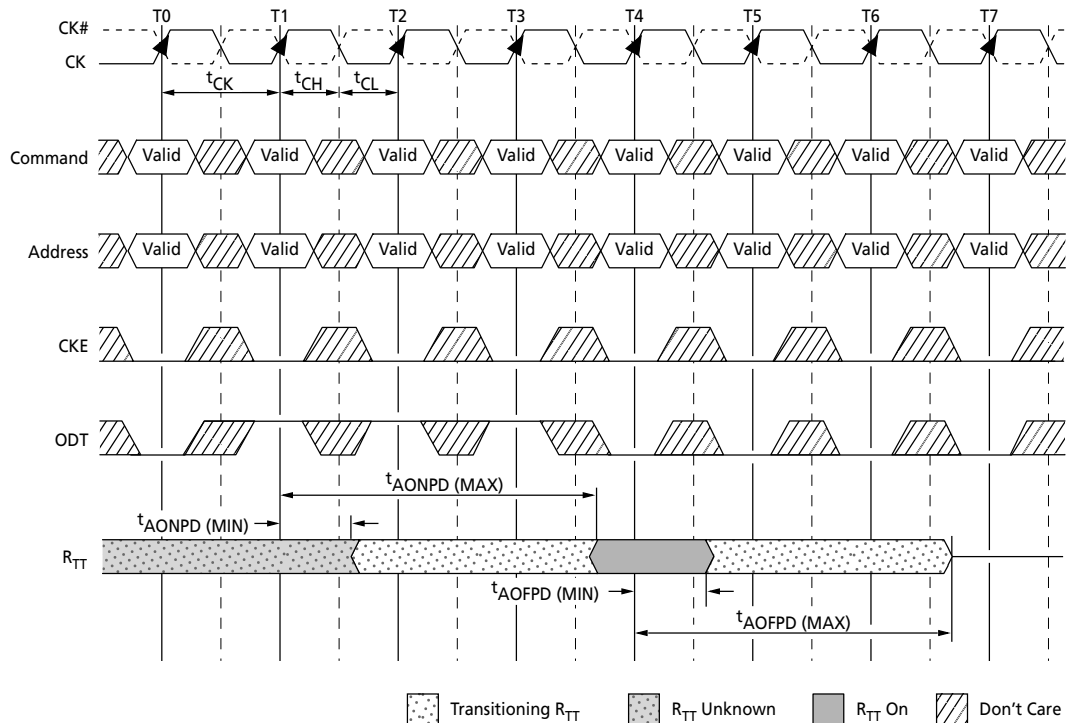 T0 T1 T2 T3 T4 T5 T6 T7
CK#
CK
tCK tCH tCL
Command Valid Valid Valid Valid Valid Valid Valid Valid
Address Valid Valid Valid Valid Valid Valid Valid Valid
CKE
ODT
tAONPD (MAX)
tAONPD (MIN)
RTT
tAOFPD (MIN)
tAOFPD (MAX)
Transitioning RTT RTT Unknown RTT On Don't Care